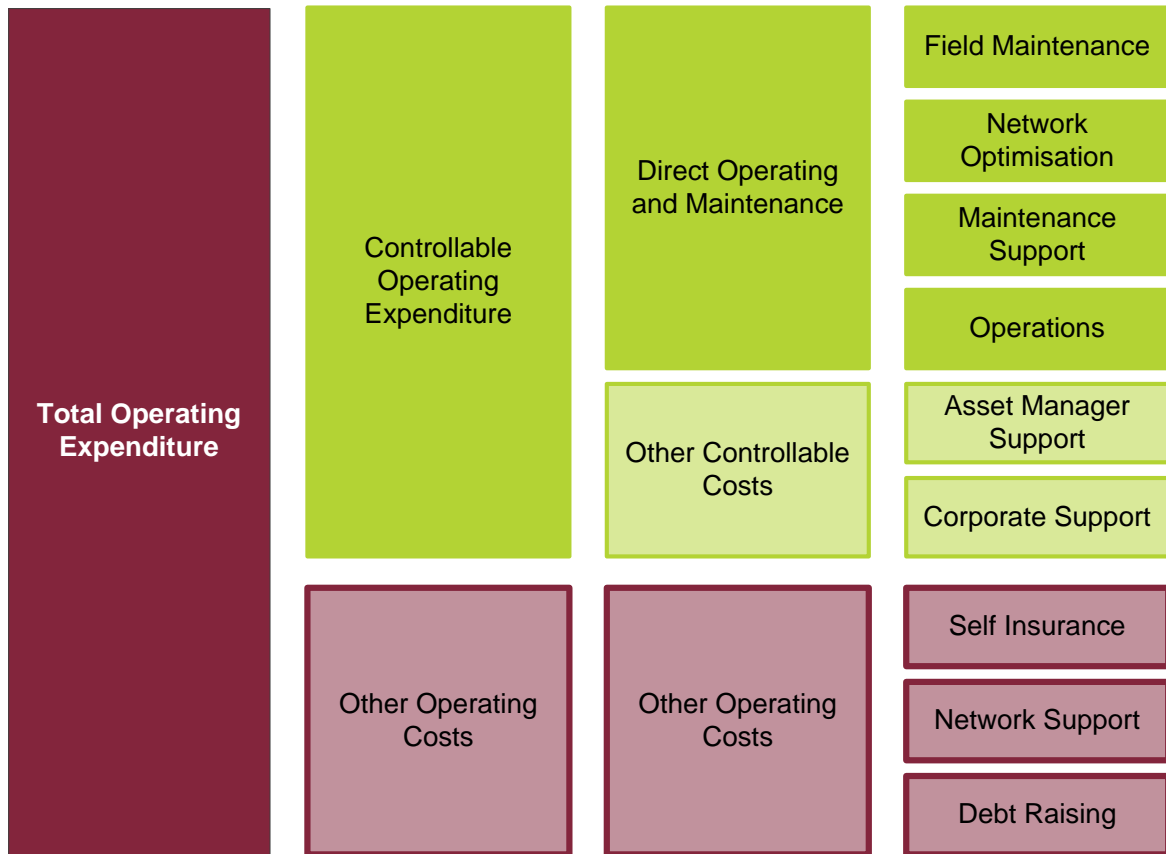 Total Operating
Expenditure
Controllable
Operating
Expenditure
Other Operating
Costs
Direct Operating
and Maintenance
Other Controllable
Costs
Other Operating
Costs
Field Maintenance
Network
Optimisation
Maintenance
Support
Operations
Asset Manager
Support
Corporate Support
Self Insurance
Network Support
Debt Raising